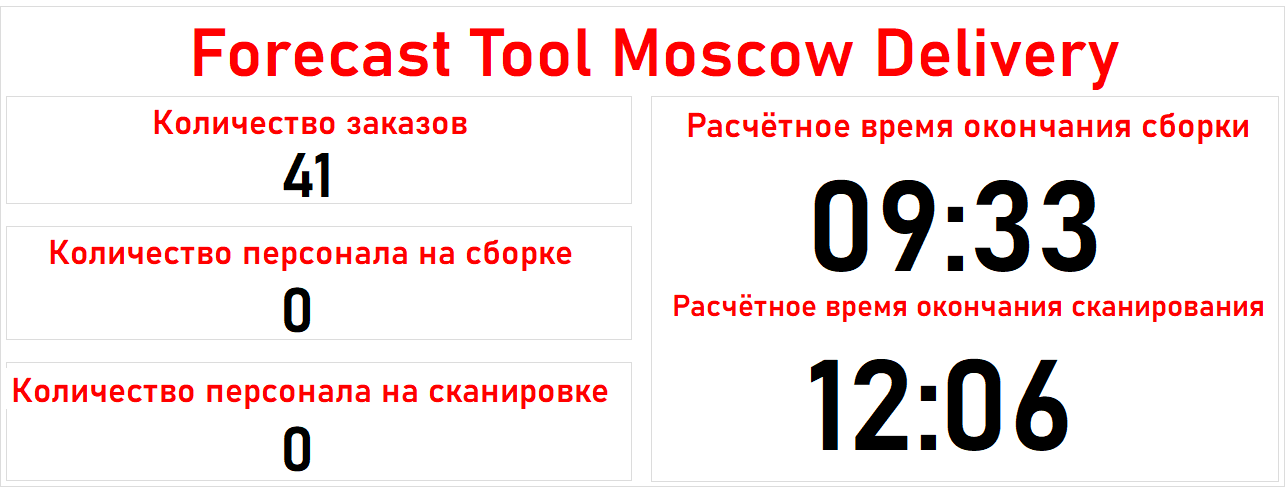 Forecast Tool Moscow Delivery
Количество заказов
41
Количество персонала на сборке
0
Количество персонала на сканировке
0
Расчётное время окончания сборки
09:33
Расчётное время окончания сканирования
12:06